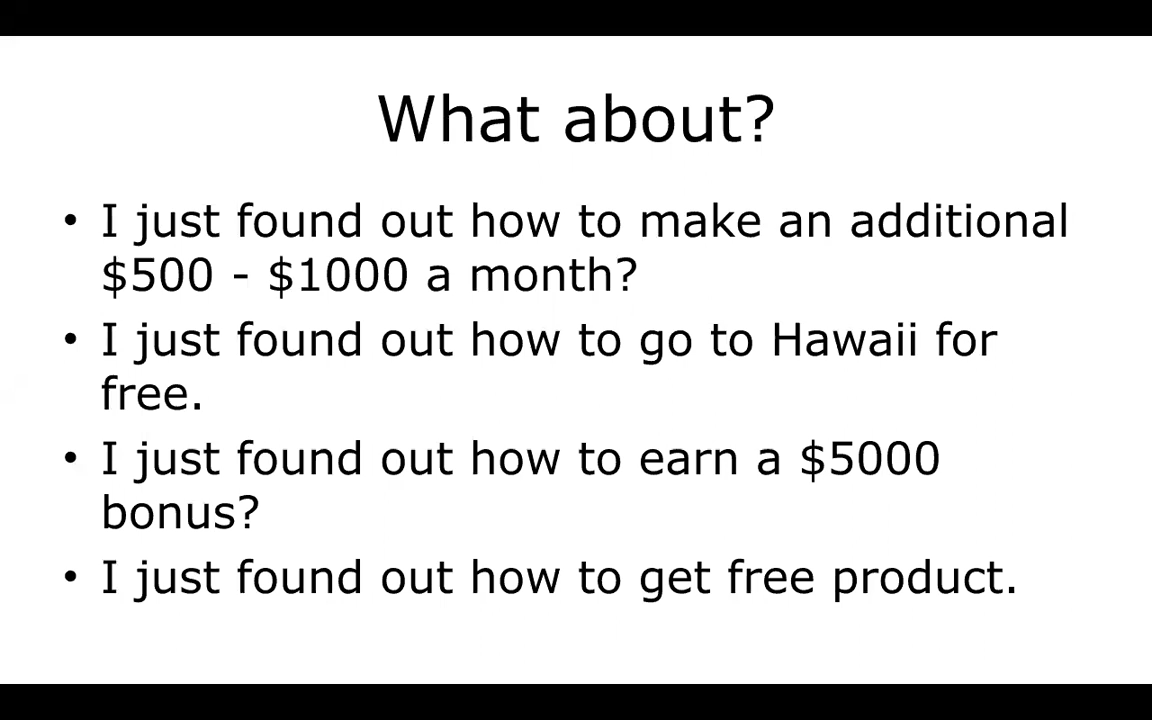 What about?
• I just found out how to make an additional
$500 - $1000 a month?
• I just found out how to go to Hawaii for
free.
• I just found out how to earn a $5000
bonus?
• I just found out how to get free product.